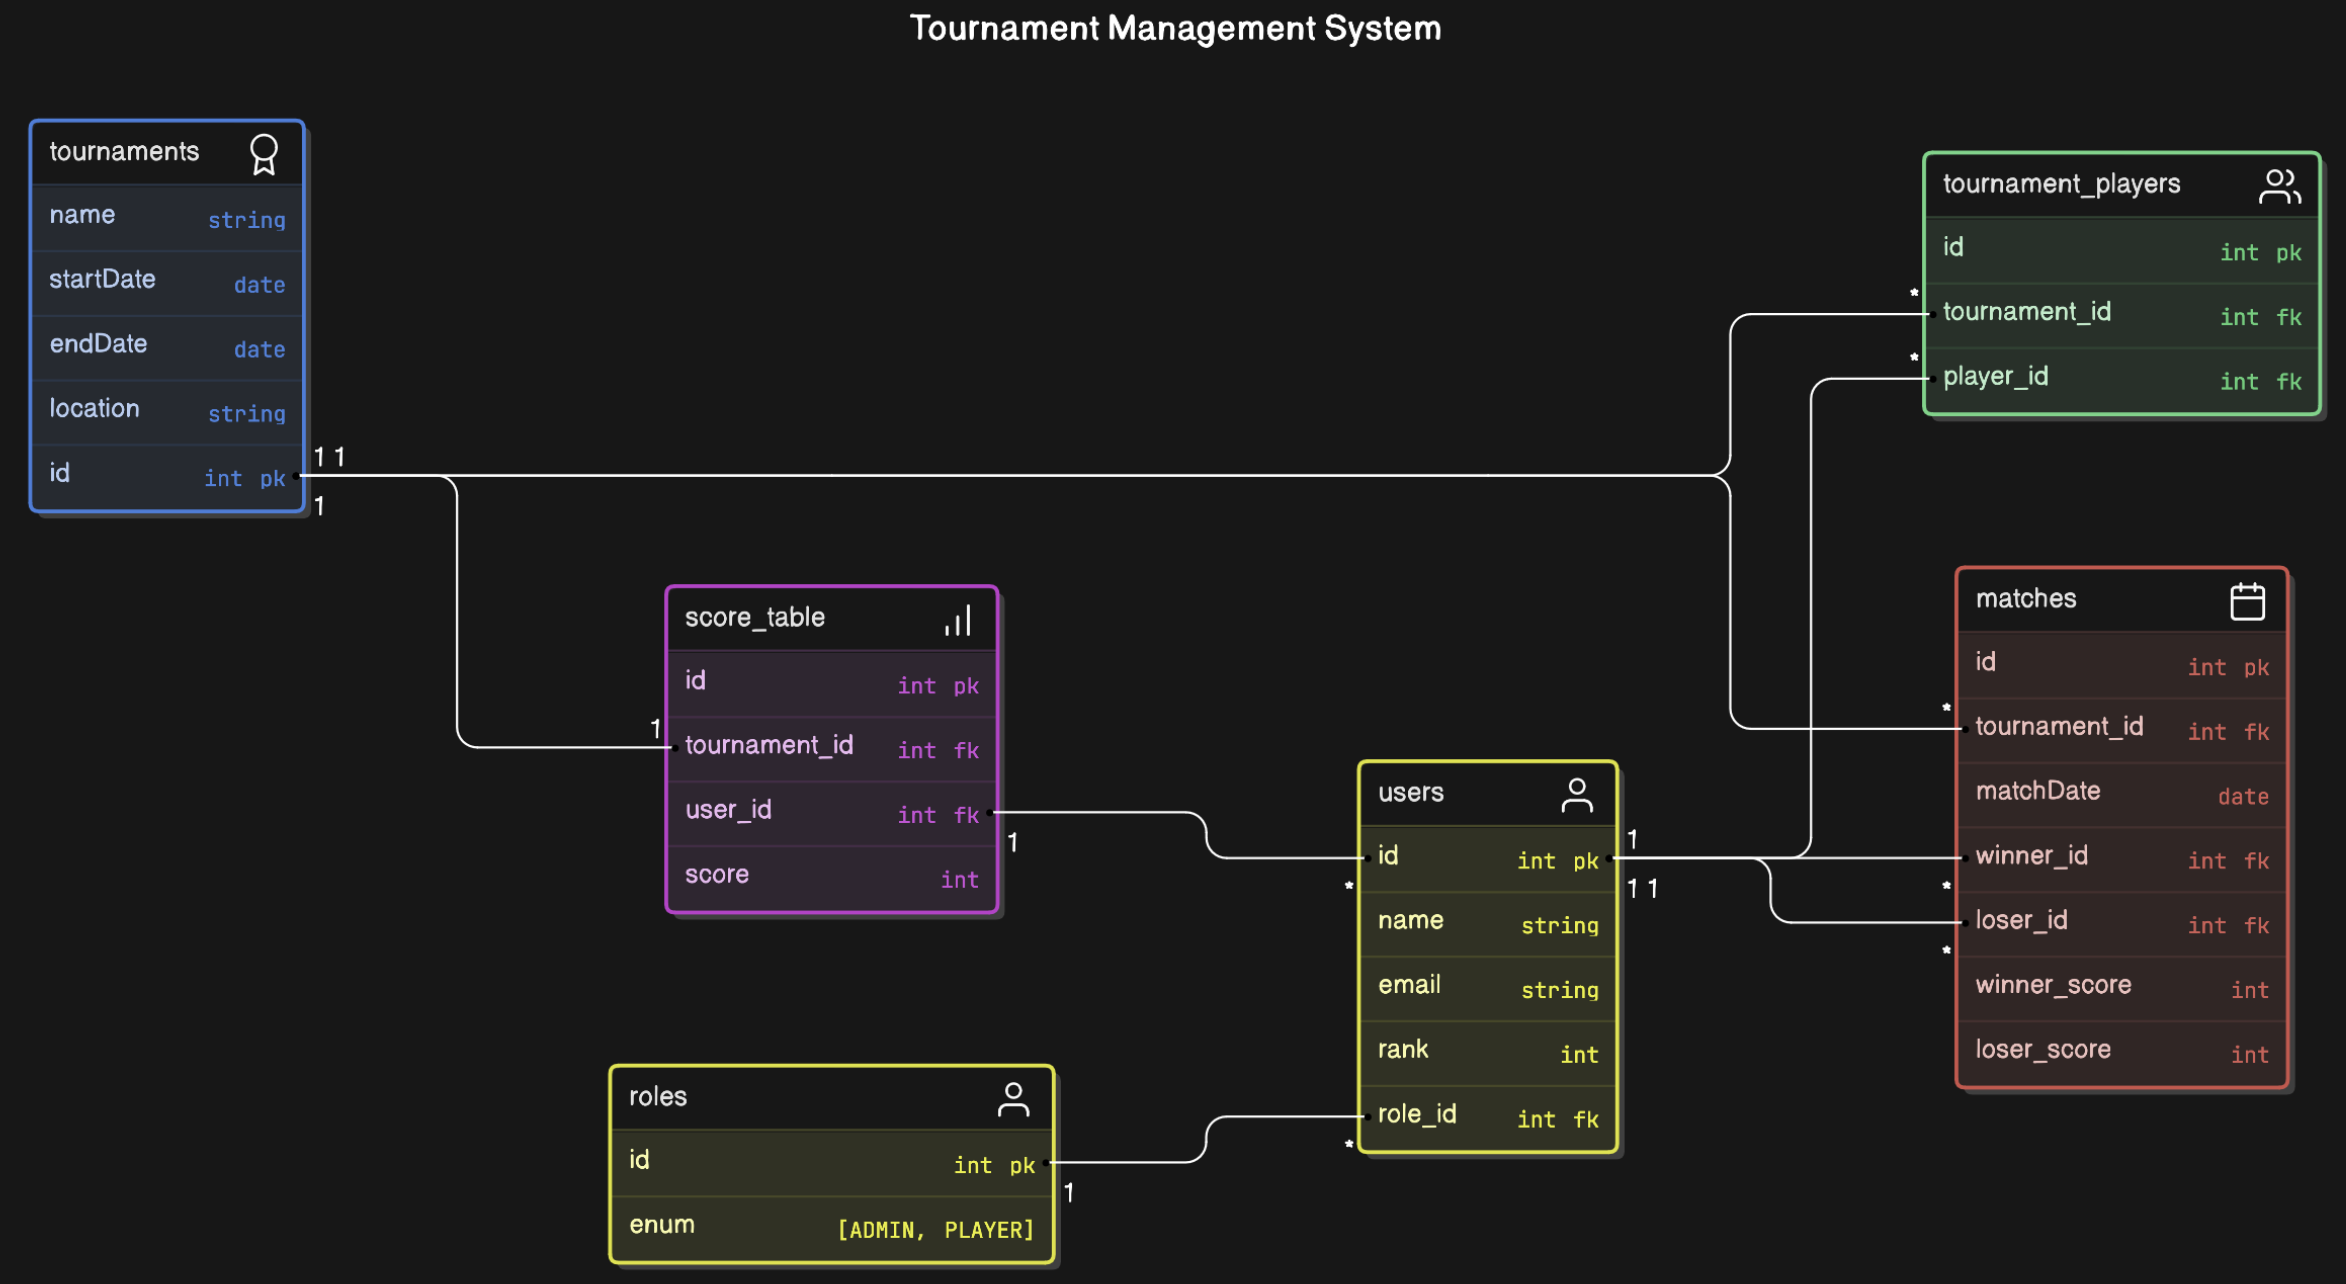 Tournament Management System
tournaments
name string
startDate date
endDate date
location string
id int pk
1 1
1
tournament_players
id int pk
*
tournament_id int fk
*
player_id int fk
score_table
id int pk
1
tournament_id int fk
user_id int fk
1
score int
matches
id int pk
*
tournament_id int fk
matchDate date
winner_id int fk
*
loser_id int fk
*
winner_score int
loser_score int
users
1
id int pk
*
1 1
name string
email string
rank int
role_id int fk
*
roles
id int pk
1
enum [ADMIN, PLAYER]